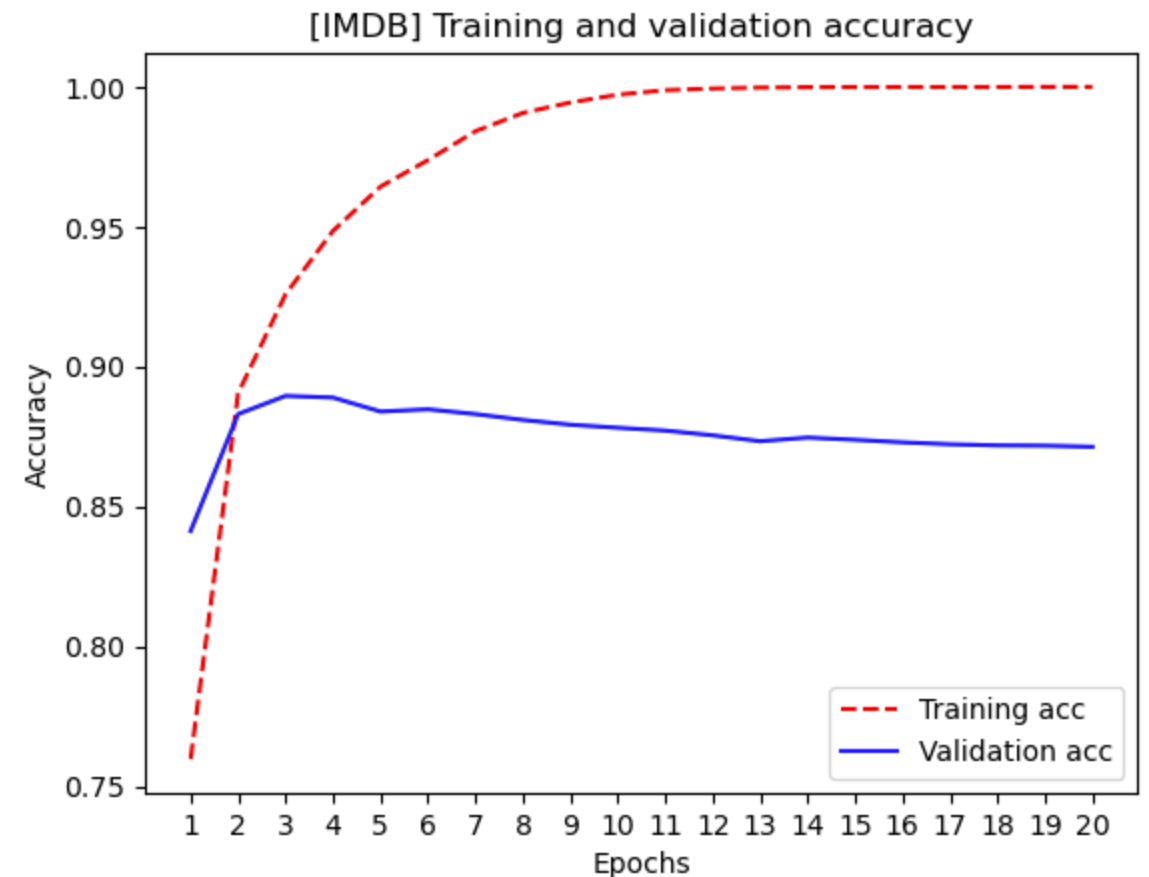 [IMDB] Training and validation accuracy
1.00
0.95
0.90
0.85
0.80
0.75
Accuracy
Training acc
Validation acc
1 2 3 4 5 6 7 8 9 10 11 12 13 14 15 16 17 18 19 20
Epochs